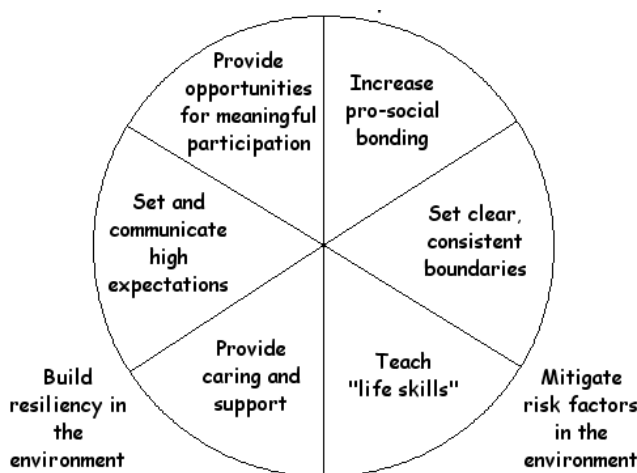 Provide
opportunities
for meaningful
participation
Increase
pro-social
bonding
Set clear,
consistent
boundaries
Teach
"life skills"
Provide
caring and
support
Set and
communicate
high
expectations
Build
resiliency in
the
environment
Mitigate
risk factors
in the
environment